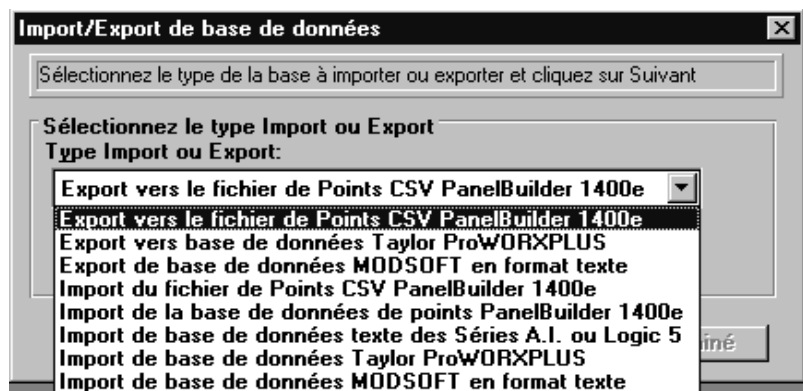 Import/Export de base de données
Sélectionnez le type de la base à importer ou exporter et cliquez sur Suivant
Sélectionnez le type Import ou Export
Type Import ou Export:
Export vers le fichier de Points CSV PanelBuilder 1400e
Export vers le fichier de Points CSV PanelBuilder 1400e
Export vers base de données Taylor ProWORXPLUS
Export de base de données MODSOFT en format texte
Import du fichier de Points CSV PanelBuilder 1400e
Import de la base de données de points PanelBuilder 1400e
Import de base de données texte des Séries A.I. ou Logic 5
Import de base de données Taylor ProWORXPLUS
Import de base de données MODSOFT en format texte